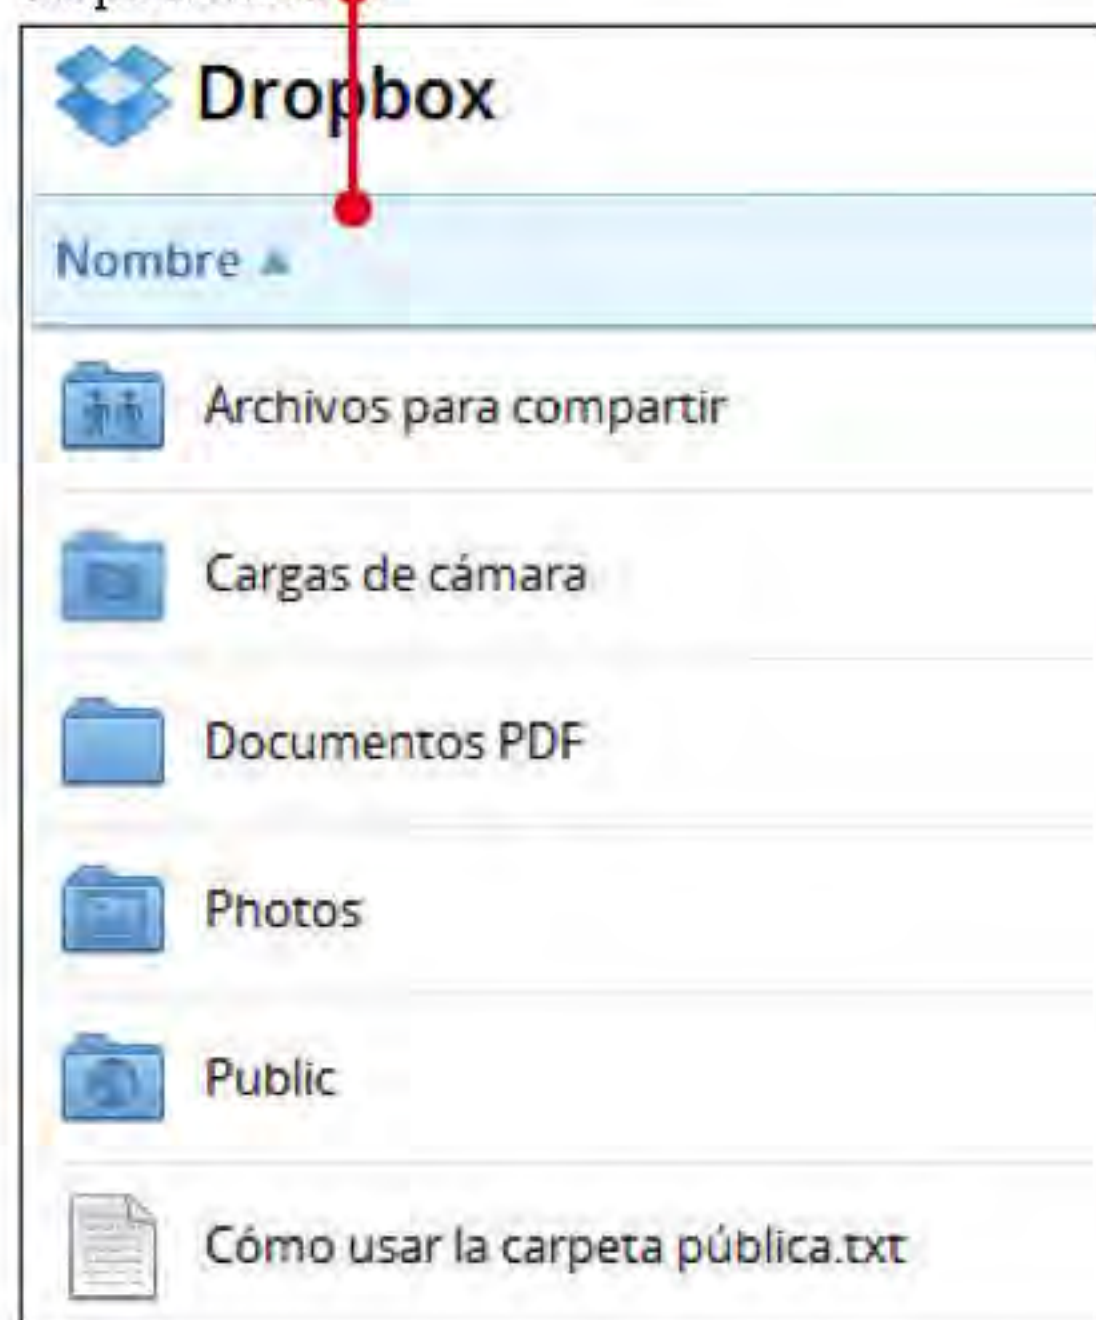 Dropbox
Nombre
Archivos para compartir
Cargas de cámara
Documentos PDF
Photos
Public
Cómo usar la carpeta pública.txt